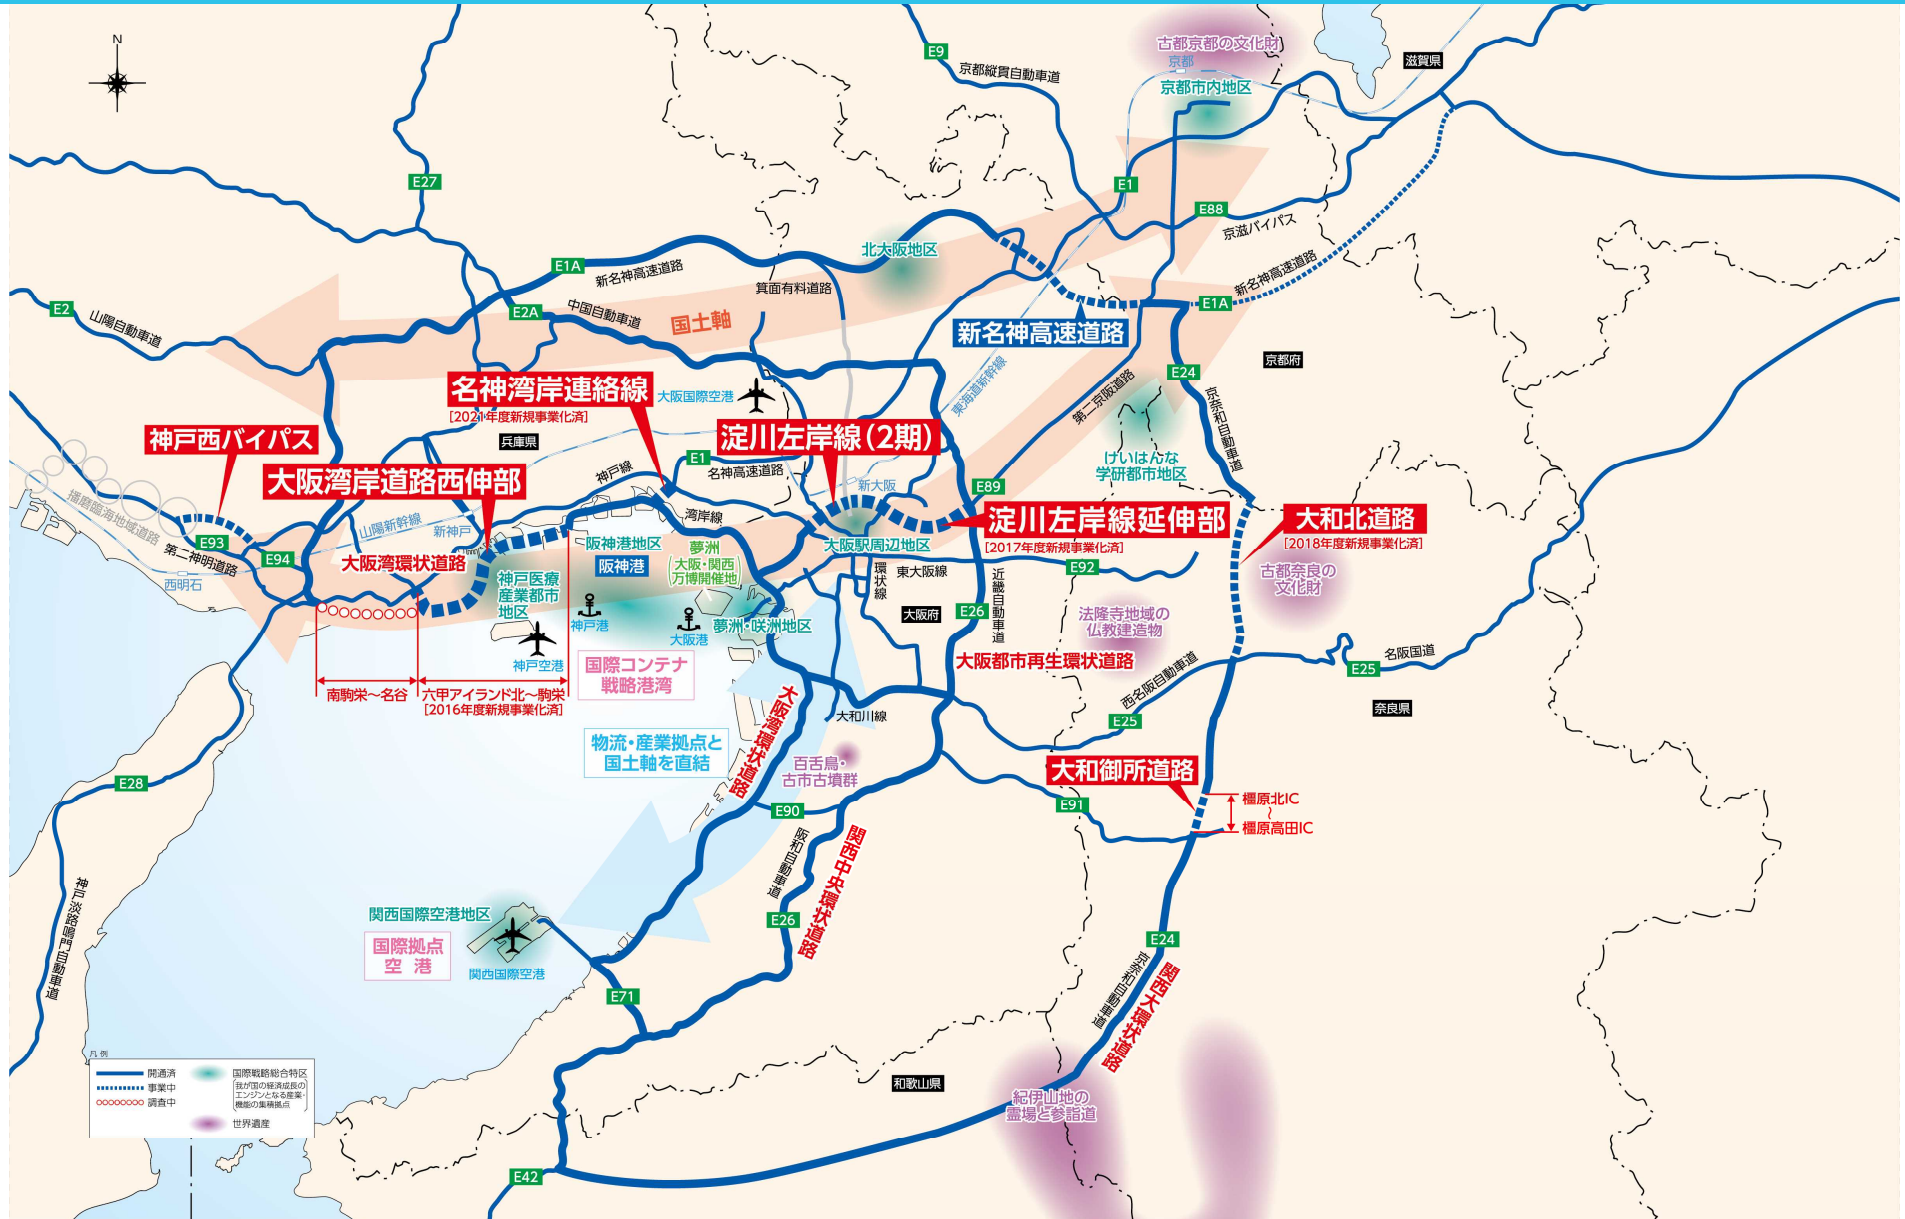 N
E9
京都縦貫自動車道
古都京都の文化財
京都
京都市内地区
滋賀県
E27
E1
E88
京滋バイパス
北大阪地区
E1A
新名神高速道路
箕面有料道路
新名神高速道路
E1A
E2
山陽自動車道
E2A
中国自動車道
国土軸
新名神高速道路
京都府
名神湾岸連絡線
[2021年度新規事業化済]
大阪国際空港
東海道新幹線
第二京阪道路
E24
京奈和自動車道
神戸西バイパス
兵庫県
淀川左岸線(2期)
E1
名神高速道路
けいはんな
学研都市地区
大阪湾岸道路西伸部
神戸線
新大阪
E89
播磨臨海地域道路
山陽新幹線
新神戸
湾岸線
淀川左岸線延伸部
[2017年度新規事業化済]
大和北道路
[2018年度新規事業化済]
E93
第二神明道路
E94
大阪湾環状道路
阪神港地区
阪神港
夢洲
(大阪・関西
万博開催地)
大阪駅周辺地区
環状線
東大阪線
近畿自動車道
E92
古都奈良の
文化財
西明石
神戸医療
産業都市
地区
神戸港
大阪港
夢洲・咲洲地区
大阪府
E26
法隆寺地域の
仏教建造物
神戸空港
国際コンテナ
戦略港湾
大阪都市再生環状道路
西名阪自動車道
E25
名阪国道
南駒栄～名谷
六甲アイランド北～駒栄
[2016年度新規事業化済]
大阪湾環状道路
大和川線
E25
奈良県
物流・産業拠点と
国土軸を直結
百舌鳥・
古市古墳群
大和御所道路
E28
E90
E91
橿原北IC
～
橿原高田IC
阪和自動車道
関西中央環状道路
神戸淡路鳴門自動車道
関西国際空港地区
国際拠点
空 港
関西国際空港
E26
E24
京奈和自動車道
関西大環状道路
E71
凡 例
開通済
事業中
調査中
国際戦略総合特区
(我が国の経済成長の
エンジンとなる産業・
機能の集積拠点)
世界遺産
和歌山県
紀伊山地の
霊場と参詣道
E42